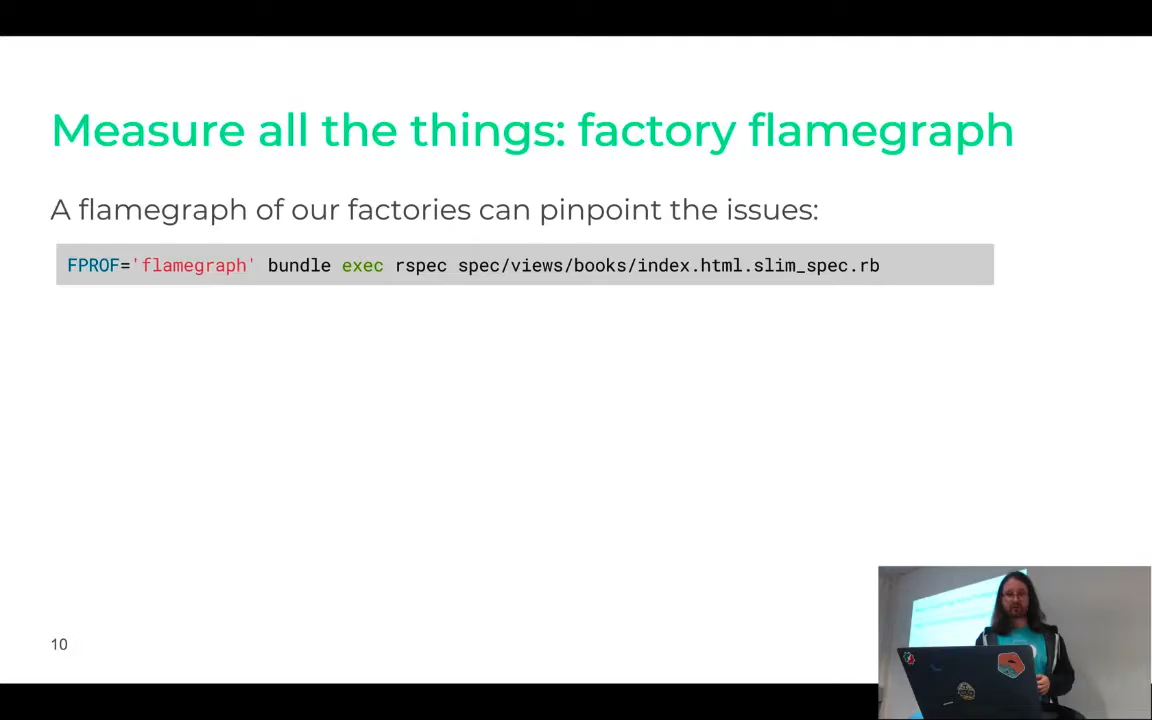 Measure all the things: factory flamegraph
A flamegraph of our factories can pinpoint the issues:
FPROF='flamegraph' bundle exec rspec spec/views/books/index.html.slim_spec.rb
10